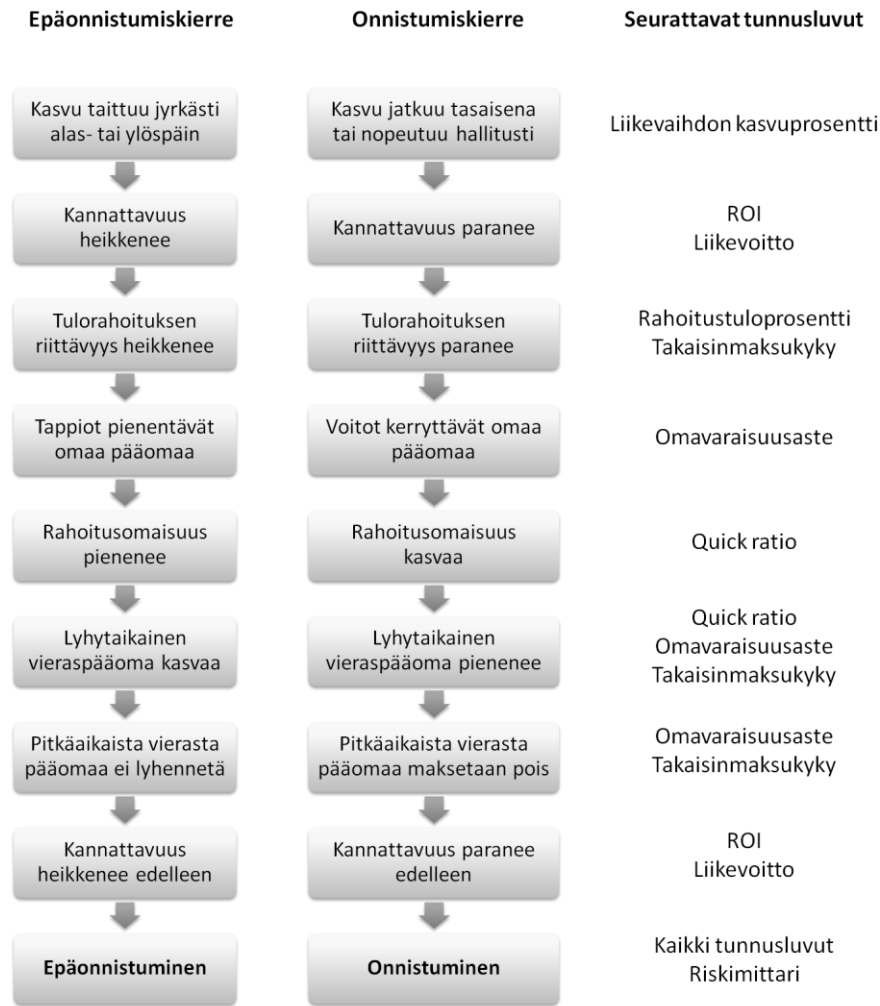 Epäonnistumiskierre
Onnistumiskierre
Seurattavat tunnusluvut
Kasvu taittuu jyrkästi
alas- tai ylöspäin
Kasvu jatkuu tasaisena
tai nopeutuu hallitusti
Liikevaihdon kasvuprosentti
Kannattavuus
heikkenee
Kannattavuus paranee
ROI
Liikevoitto
Tulorahoituksen
riittävyys heikkenee
Tulorahoituksen
riittävyys paranee
Rahoitustuloprosentti
Takaisinmaksukyky
Tappiot pienentävät
omaa pääomaa
Voitot kerryttävät omaa
pääomaa
Omavaraisuusaste
Rahoitusomaisuus
pienenee
Rahoitusomaisuus
kasvaa
Quick ratio
Lyhytaikainen
vieraspääoma kasvaa
Lyhytaikainen
vieraspääoma pienenee
Quick ratio
Omavaraisuusaste
Takaisinmaksukyky
Pitkäaikaista vierasta
pääomaa ei lyhennetä
Pitkäaikaista vierasta
pääomaa maksetaan pois
Omavaraisuusaste
Takaisinmaksukyky
Kannattavuus
heikkenee edelleen
Kannattavuus paranee
edelleen
ROI
Liikevoitto
Epäonnistuminen
Onnistuminen
Kaikki tunnusluvut
Riskimittari